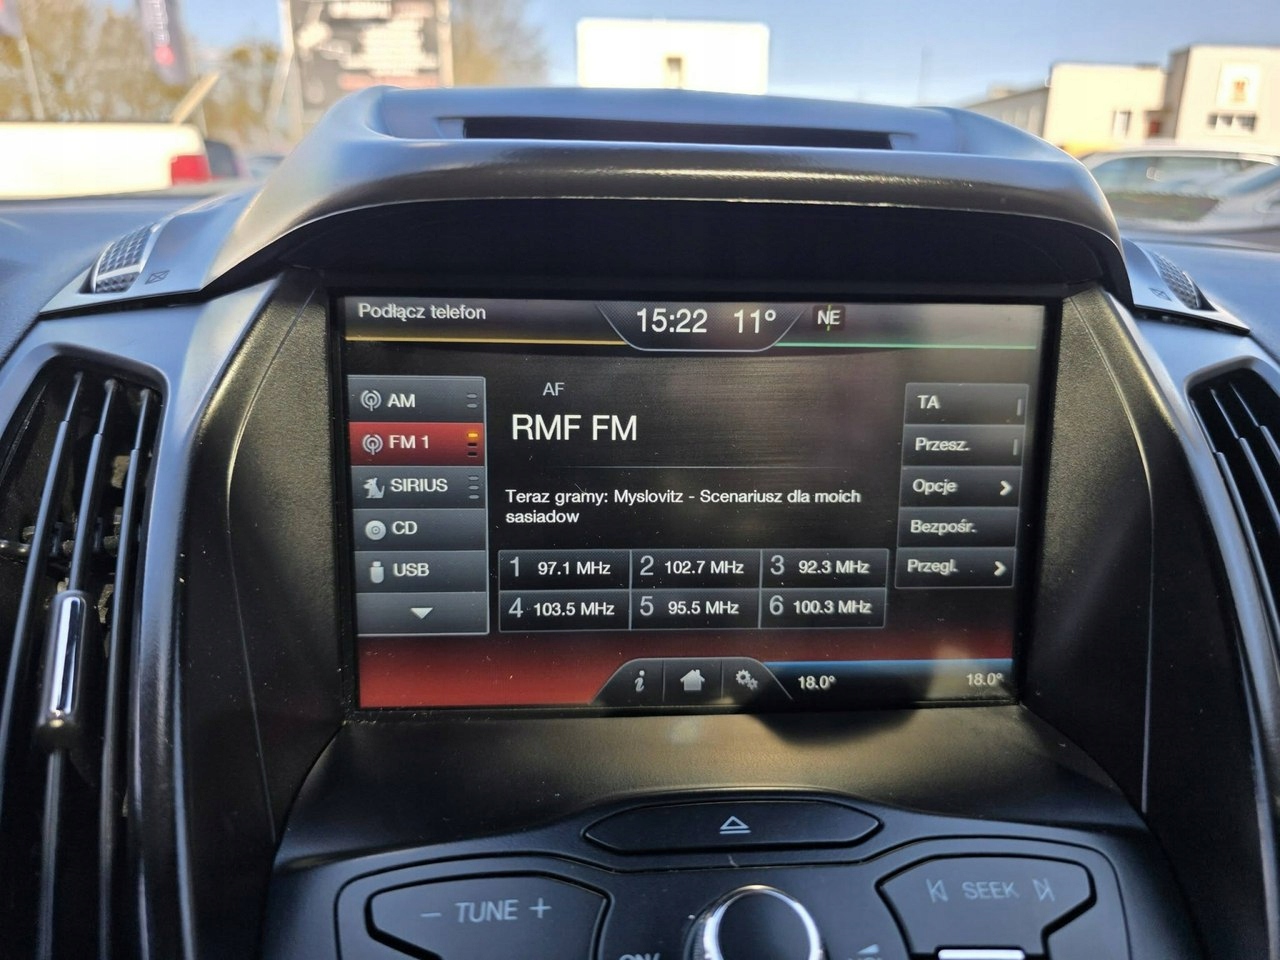 Podłącz telefon
15:22 11° NE
AM
FM 1
SIRIUS
CD
USB
AF
RMF FM
Teraz gramy: Myslovitz - Scenariusz dla moich
sasiadow
1 97.1 MHz 2 102.7 MHz 3 92.3 MHz
4 103.5 MHz 5 95.5 MHz 6 100.3 MHz
TA
Przesz.
Opcje
Bezpośr.
Przegl.
i
18.0° 18.0°
– TUNE +
SEEK